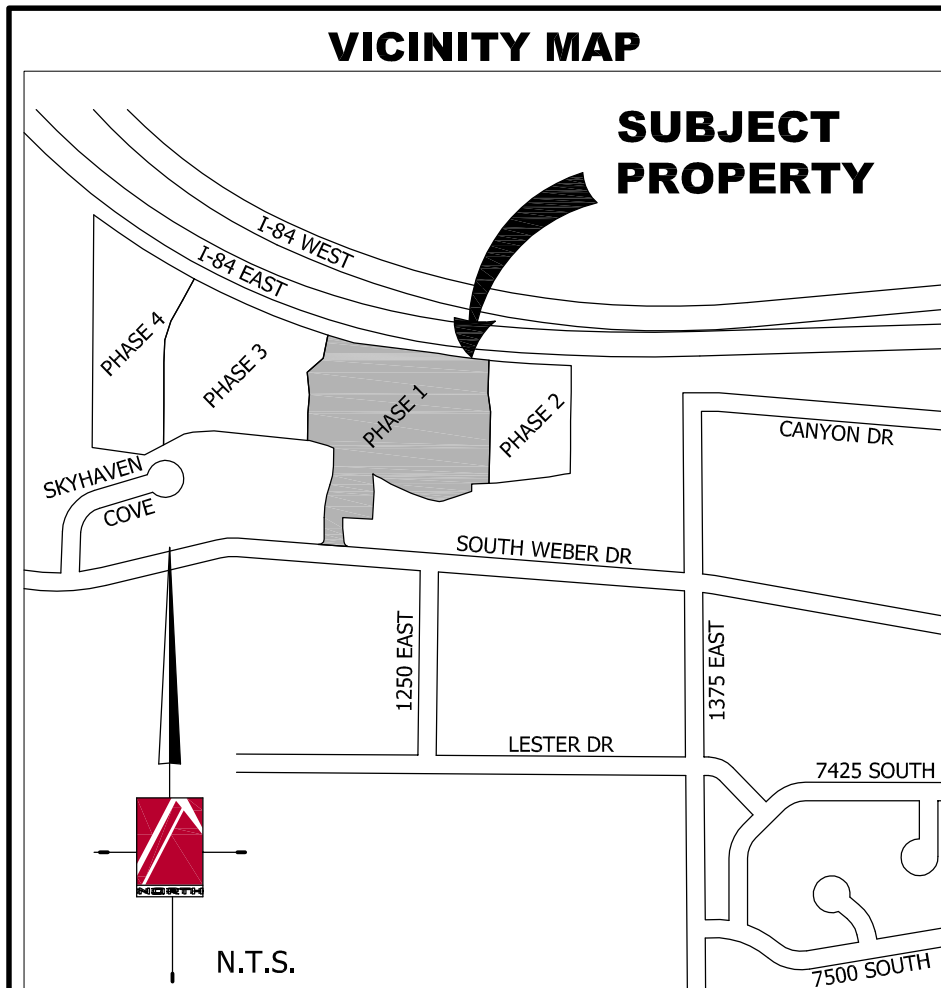 VICINITY MAP
SUBJECT
PROPERTY
I-84 WEST
I-84 EAST
PHASE 4
PHASE 3
PHASE 1
PHASE 2
CANYON DR
SKYHAVEN
COVE
SOUTH WEBER DR
1250 EAST
1375 EAST
LESTER DR
7425 SOUTH
NORTH
N.T.S.
7500 SOUTH